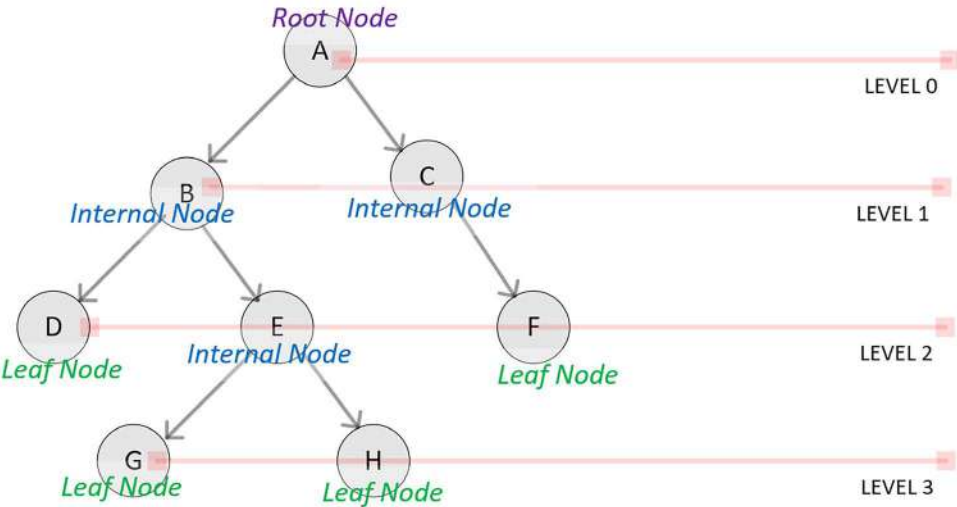 Root Node
A
LEVEL 0
B
C
Internal Node
Internal Node
LEVEL 1
D
E
F
Internal Node
LEVEL 2
Leaf Node
Leaf Node
G
H
Leaf Node
Leaf Node
LEVEL 3